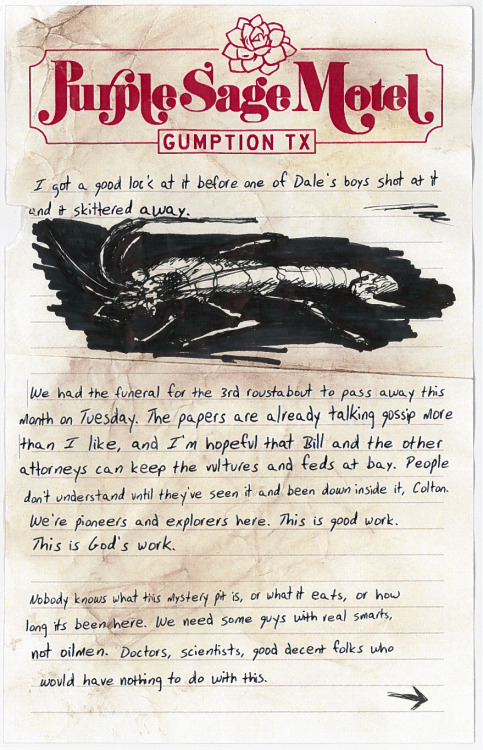 Purple Sage Motel
GUMPTION TX
I got a good look at it before one of Dale's boys shot at it
and it skittered away.
We had the funeral for the 3rd roustabout to pass away this
month on Tuesday. The papers are already talking gossip more
than I like, and I'm hopeful that Bill and the other
attorneys can keep the vultures and feds at bay. People
don't understand until they've seen it and been down inside it, Colton.
We're pioneers and explorers here. This is good work.
This is God's work.
Nobody knows what this mystery pit is, or what it eats, or how
long its been here. We need some guys with real smarts,
not oilmen. Doctors, scientists, good decent folks who
would have nothing to do with this.